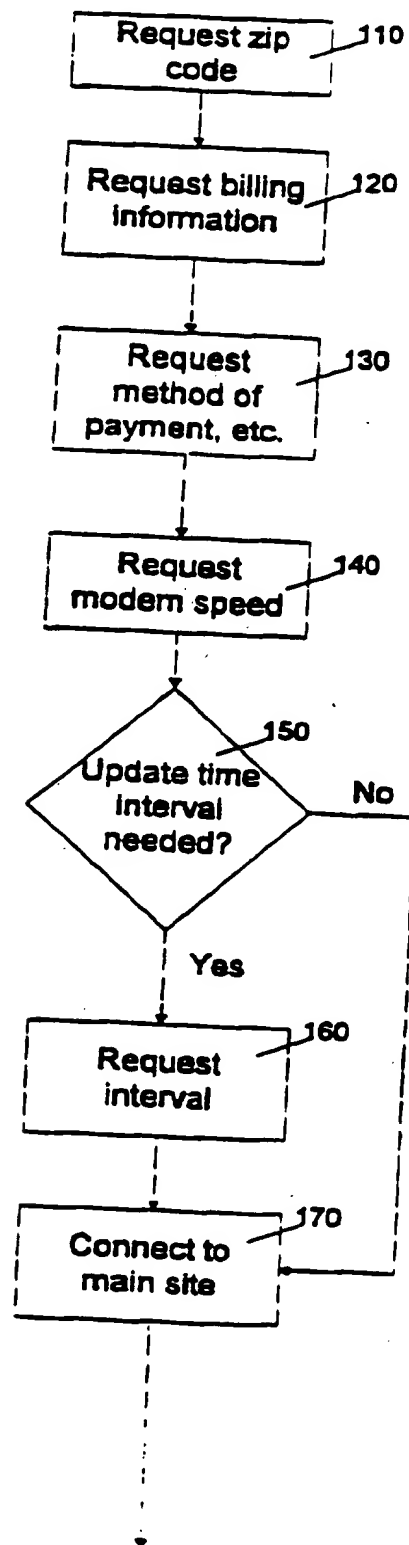 Request zip
code
110
Request billing
information
120
Request
method of
payment, etc.
130
Request
modem speed
140
150
Update time
interval
needed?
No
Yes
160
Request
interval
170
Connect to
main site